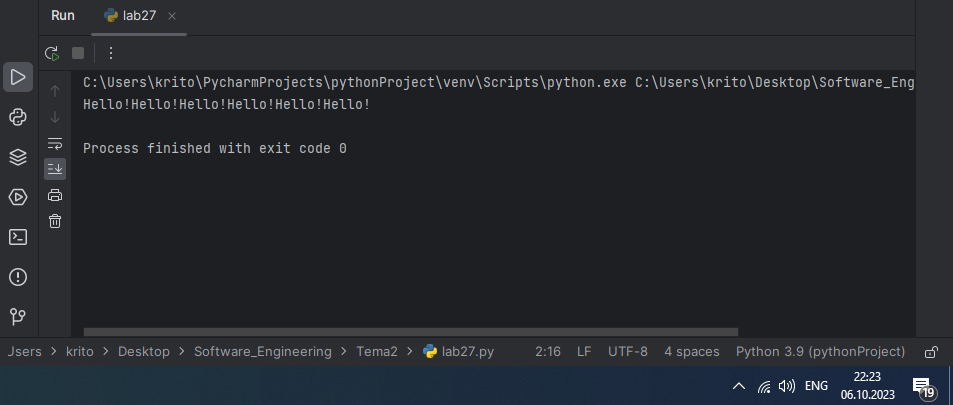 Run lab27
C:\Users\krito\PycharmProjects\pythonProject\venv\Scripts\python.exe C:\Users\krito\Desktop\Software_Eng
Hello!Hello!Hello!Hello!Hello!Hello!
Process finished with exit code 0
Users > krito > Desktop > Software_Engineering > Tema2 > lab27.py 2:16 LF UTF-8 4 spaces Python 3.9 (pythonProject)
ENG 22:23 19
06.10.2023